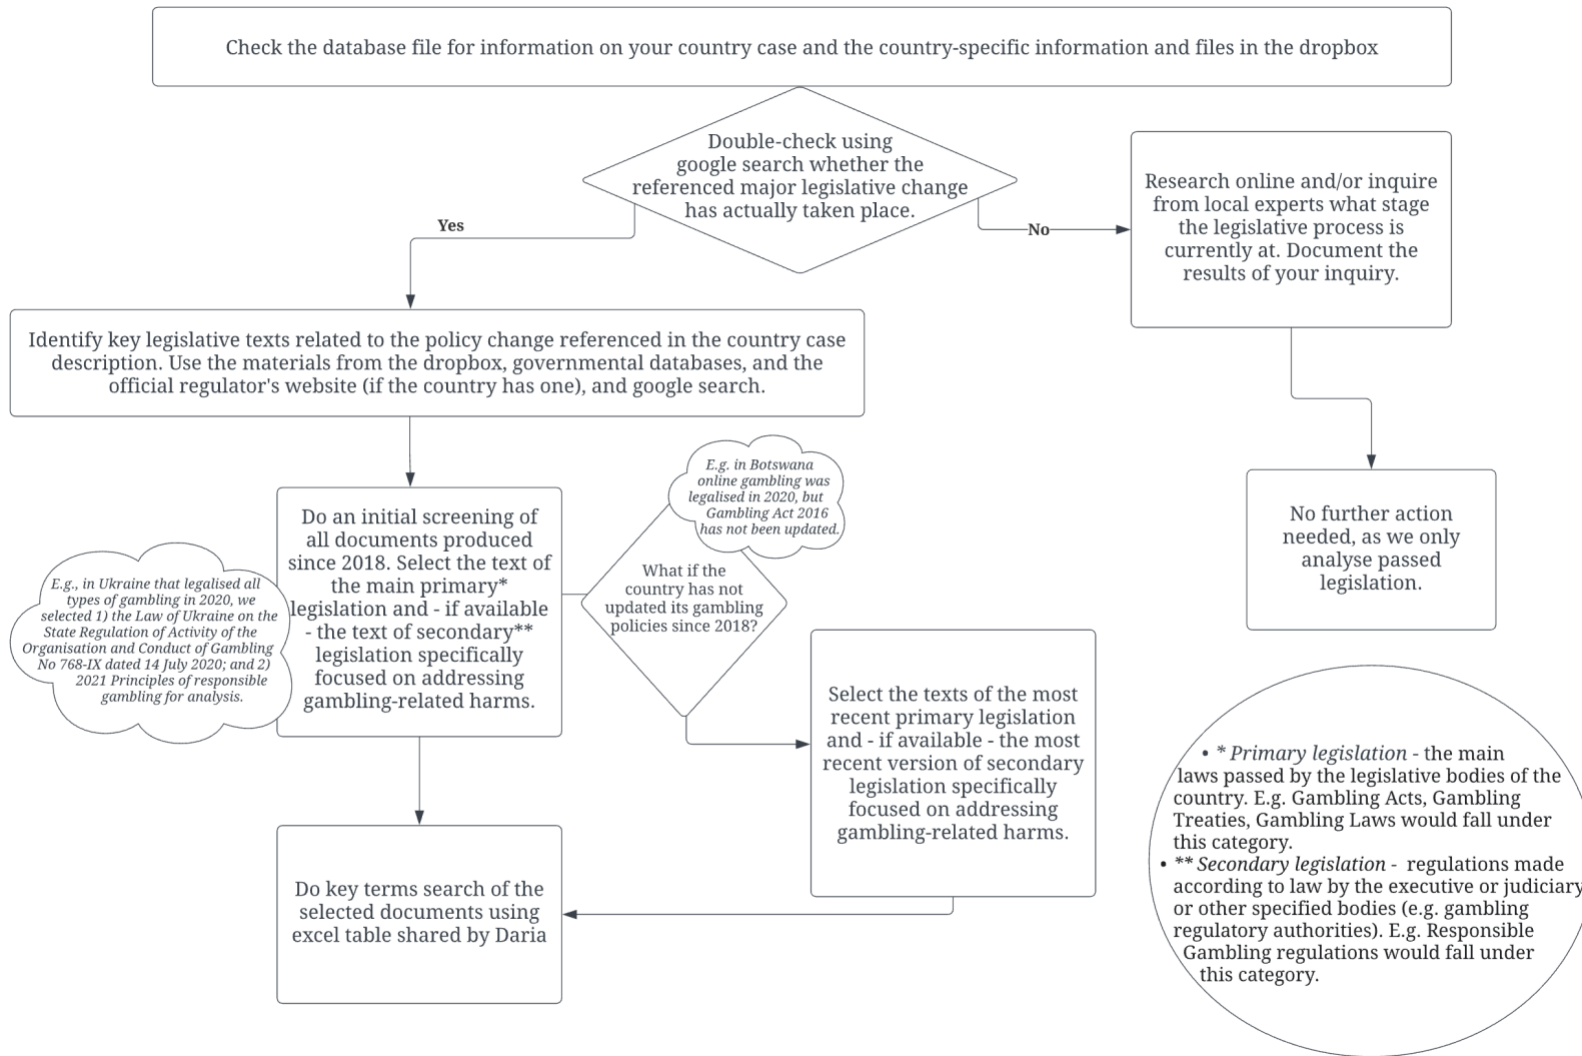 Check the database file for information on your country case and the country-specific information and files in the dropbox
Double-check using
google search whether the
referenced major legislative change
has actually taken place.
Yes
No
Research online and/or inquire
from local experts what stage
the legislative process is
currently at. Document the
results of your inquiry.
Identify key legislative texts related to the policy change referenced in the country case
description. Use the materials from the dropbox, governmental databases, and the
official regulator's website (if the country has one), and google search.
E.g. in Botswana
online gambling was
legalised in 2020, but
Gambling Act 2016
has not been updated.
No further action
needed, as we only
analyse passed
legislation.
Do an initial screening of
all documents produced
since 2018. Select the text of
the main primary*
legislation and - if available
- the text of secondary**
legislation specifically
focused on addressing
gambling-related harms.
E.g., in Ukraine that legalised all
types of gambling in 2020, we
selected 1) the Law of Ukraine on the
State Regulation of Activity of the
Organisation and Conduct of Gambling
No 768-IX dated 14 July 2020; and 2)
2021 Principles of responsible
gambling for analysis.
What if the
country has not
updated its gambling
policies since 2018?
Select the texts of the most
recent primary legislation
and - if available - the most
recent version of secondary
legislation specifically
focused on addressing
gambling-related harms.
Do key terms search of the
selected documents using
excel table shared by Daria
• * Primary legislation - the main
laws passed by the legislative bodies of the
country. E.g. Gambling Acts, Gambling
Treaties, Gambling Laws would fall under
this category.
• ** Secondary legislation - regulations made
according to law by the executive or judiciary
or other specified bodies (e.g. gambling
regulatory authorities). E.g. Responsible
Gambling regulations would fall under
this category.